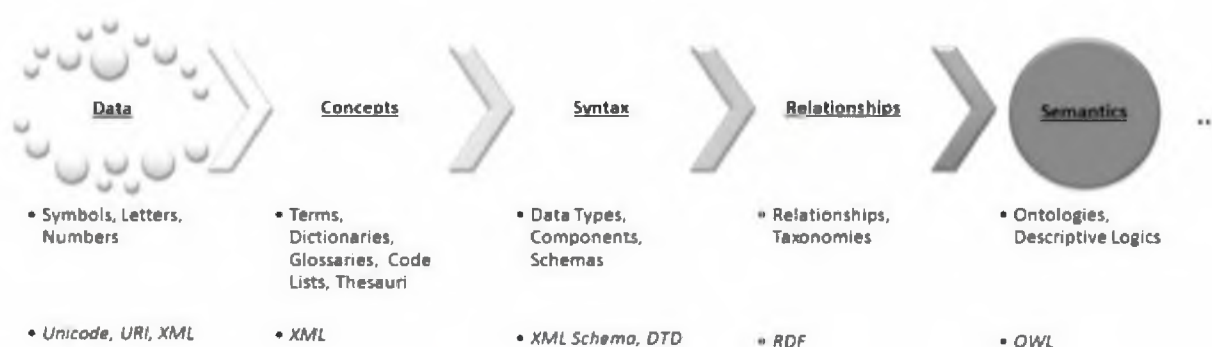 Data
Concepts
Syntax
Relationships
Semantics
...
• Symbols, Letters,
Numbers
• Terms,
Dictionaries,
Glossaries, Code
Lists, Thesauri
• Data Types,
Components,
Schemas
• Relationships,
Taxonomies
• Ontologies,
Descriptive Logics
• Unicode, URI, XML
• XML
• XML Schema, DTD
• RDF
• OWL